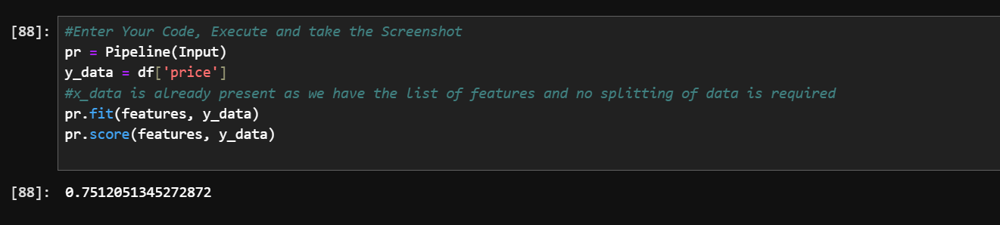 [88]: #Enter Your Code, Execute and take the Screenshot
pr = Pipeline(Input)
y_data = df['price']
#x_data is already present as we have the list of features and no splitting of data is required
pr.fit(features, y_data)
pr.score(features, y_data)
[88]: 0.7512051345272872